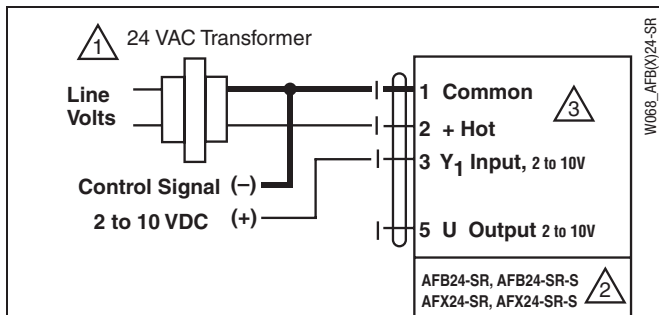 1 24 VAC Transformer
Line
Volts
1 Common
3
2 + Hot
3 Y1 Input, 2 to 10V
Control Signal (–)
2 to 10 VDC (+)
5 U Output 2 to 10V
AFB24-SR, AFB24-SR-S
AFX24-SR, AFX24-SR-S
2
W068_AFB(X)24-SR